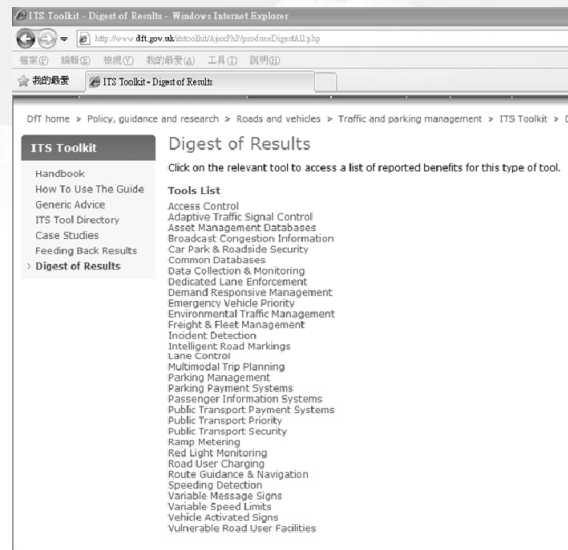 ITS Toolkit - Digest of Results - Windows Internet Explorer
http://www.dft.gov.uk/itstoolkit/AjaxPhP/produceDigestAll.php
檔案(F) 編輯(E) 檢視(V) 我的最愛(A) 工具(T) 說明(H)
我的最愛 ITS Toolkit - Digest of Results
DfT home > Policy, guidance and research > Roads and vehicles > Traffic and parking management > ITS Toolkit >
ITS Toolkit
Handbook
How To Use The Guide
Generic Advice
ITS Tool Directory
Case Studies
Feeding Back Results
> Digest of Results
Digest of Results
Click on the relevant tool to access a list of reported benefits for this type of tool.
Tools List
Access Control
Adaptive Traffic Signal Control
Asset Management Databases
Broadcast Congestion Information
Car Park & Roadside Security
Common Databases
Data Collection & Monitoring
Dedicated Lane Enforcement
Demand Responsive Management
Emergency Vehicle Priority
Environmental Traffic Management
Freight & Fleet Management
Incident Detection
Intelligent Road Markings
Lane Control
Multimodal Trip Planning
Parking Management
Parking Payment Systems
Passenger Information Systems
Public Transport Payment Systems
Public Transport Priority
Public Transport Security
Ramp Metering
Red Light Monitoring
Road User Charging
Route Guidance & Navigation
Speeding Detection
Variable Message Signs
Variable Speed Limits
Vehicle Activated Signs
Vulnerable Road User Facilities